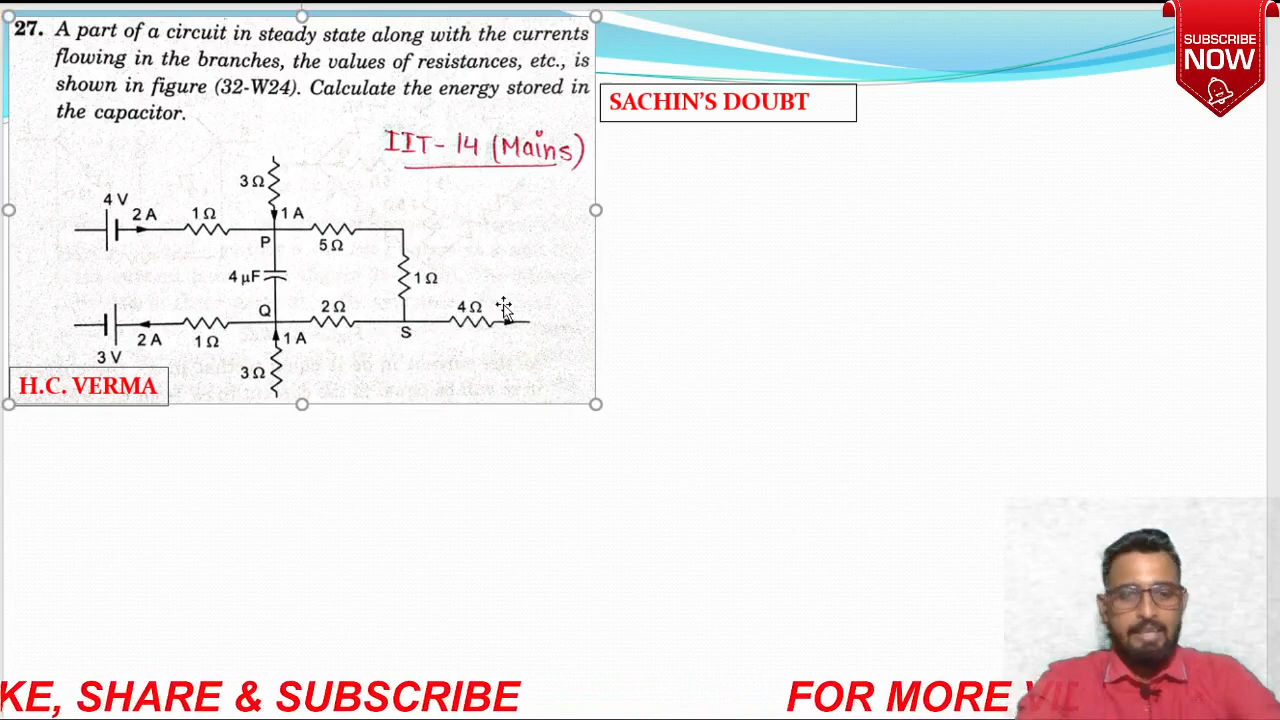 27. A part of a circuit in steady state along with the currents
flowing in the branches, the values of resistances, etc., is
shown in figure (32-W24). Calculate the energy stored in
the capacitor.
IIT-14 (Mains)
SACHIN'S DOUBT
SUBSCRIBE
NOW
3 Ω
4 V
2 A
1 Ω
1 A
P
5 Ω
4 μF
1 Ω
Q
2 Ω
4 Ω
S
2 A
1 Ω
1 A
3 V
3 Ω
H.C. VERMA
KE, SHARE & SUBSCRIBE
FOR MORE